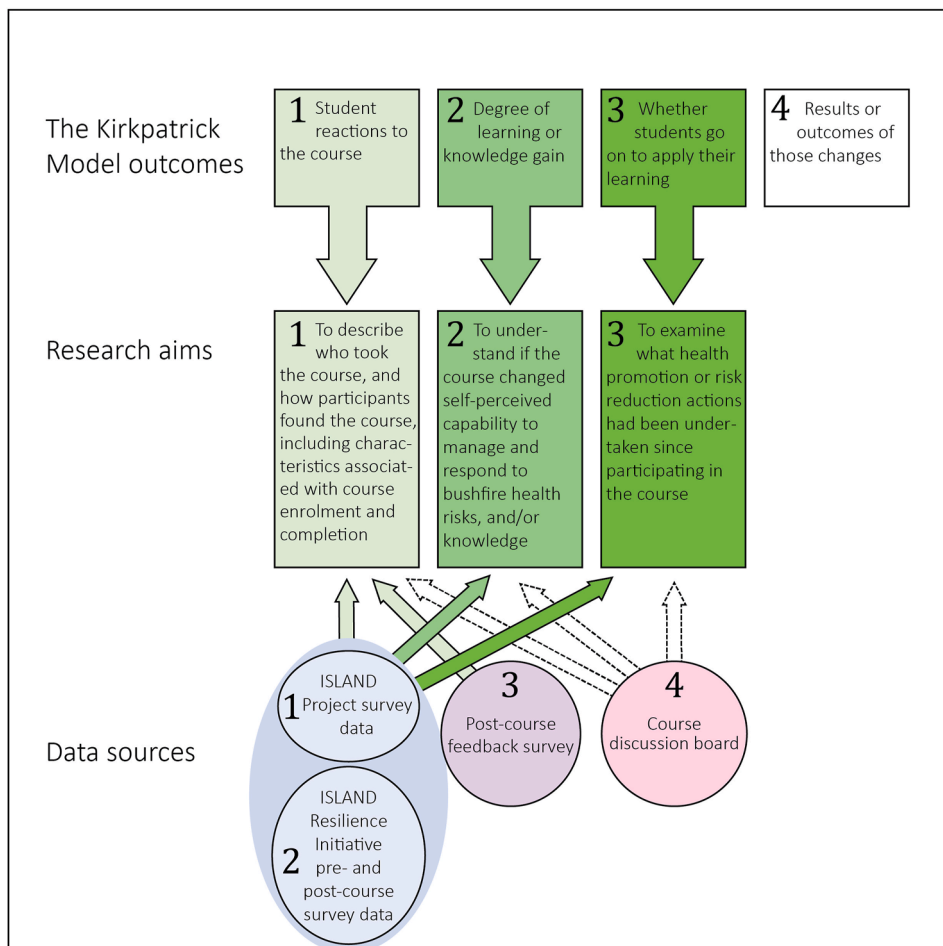 The Kirkpatrick
Model outcomes
1 Student
reactions to
the course
2 Degree of
learning or
knowledge gain
3 Whether
students go
on to apply their
learning
4 Results or
outcomes of
those changes
Research aims
1 To describe
who took
the course, and
how participants
found the course,
including charac-
teristics associat-
ed with course
enrolment and
completion
2 To under-
stand if the
course changed
self-perceived
capability to
manage and
respond to
bushfire health
risks, and/or
knowledge
3 To examine
what health
promotion or risk
reduction actions
had been under-
taken since
participating in
the course
Data sources
ISLAND
1 Project survey
data
ISLAND
Resilience
Initiative
2 pre- and
post-course
survey data
3
Post-course
feedback survey
4
Course
discussion board